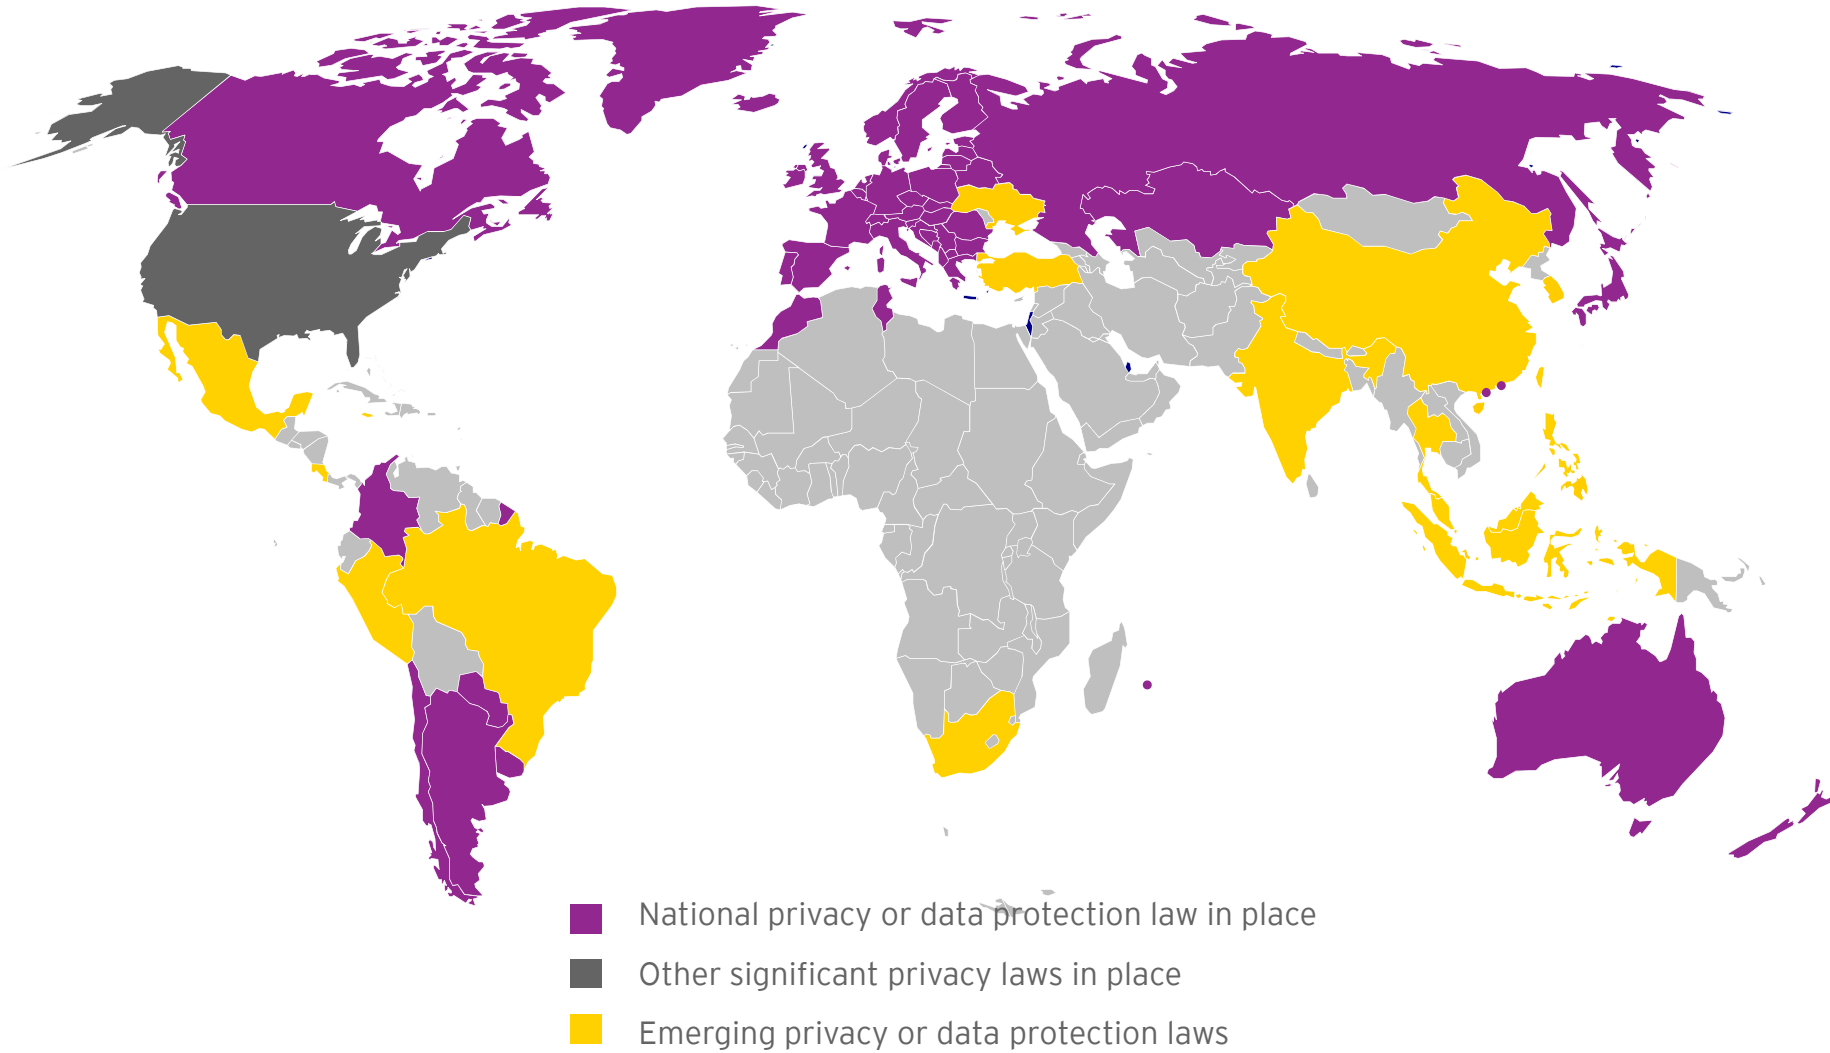 National privacy or data protection law in place
Other significant privacy laws in place
Emerging privacy or data protection laws